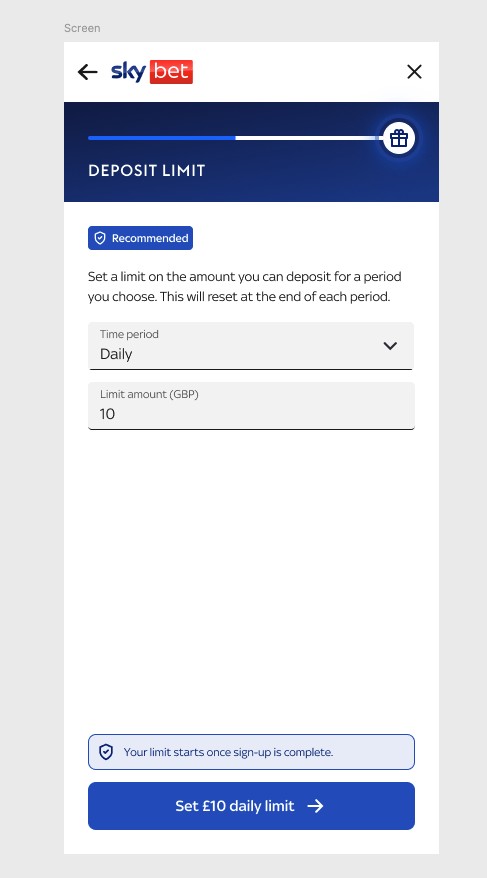 Screen
sky bet
DEPOSIT LIMIT
Recommended
Set a limit on the amount you can deposit for a period
you choose. This will reset at the end of each period.
Time period
Daily
Limit amount (GBP)
10
Your limit starts once sign-up is complete.
Set £10 daily limit